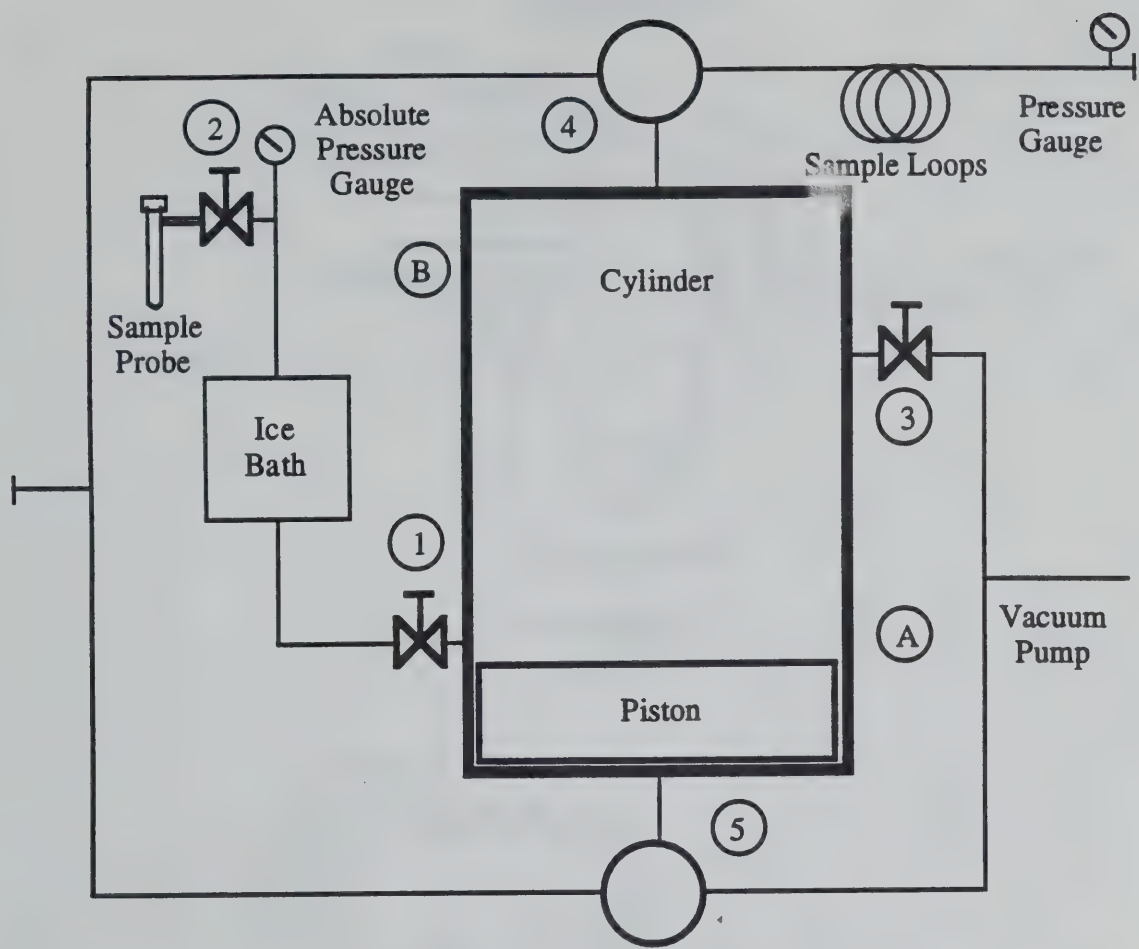 2
Absolute
Pressure
Gauge
4
Pressure
Gauge
Sample Loops
B
Cylinder
Sample
Probe
3
Ice
Bath
1
A
Vacuum
Pump
Piston
5